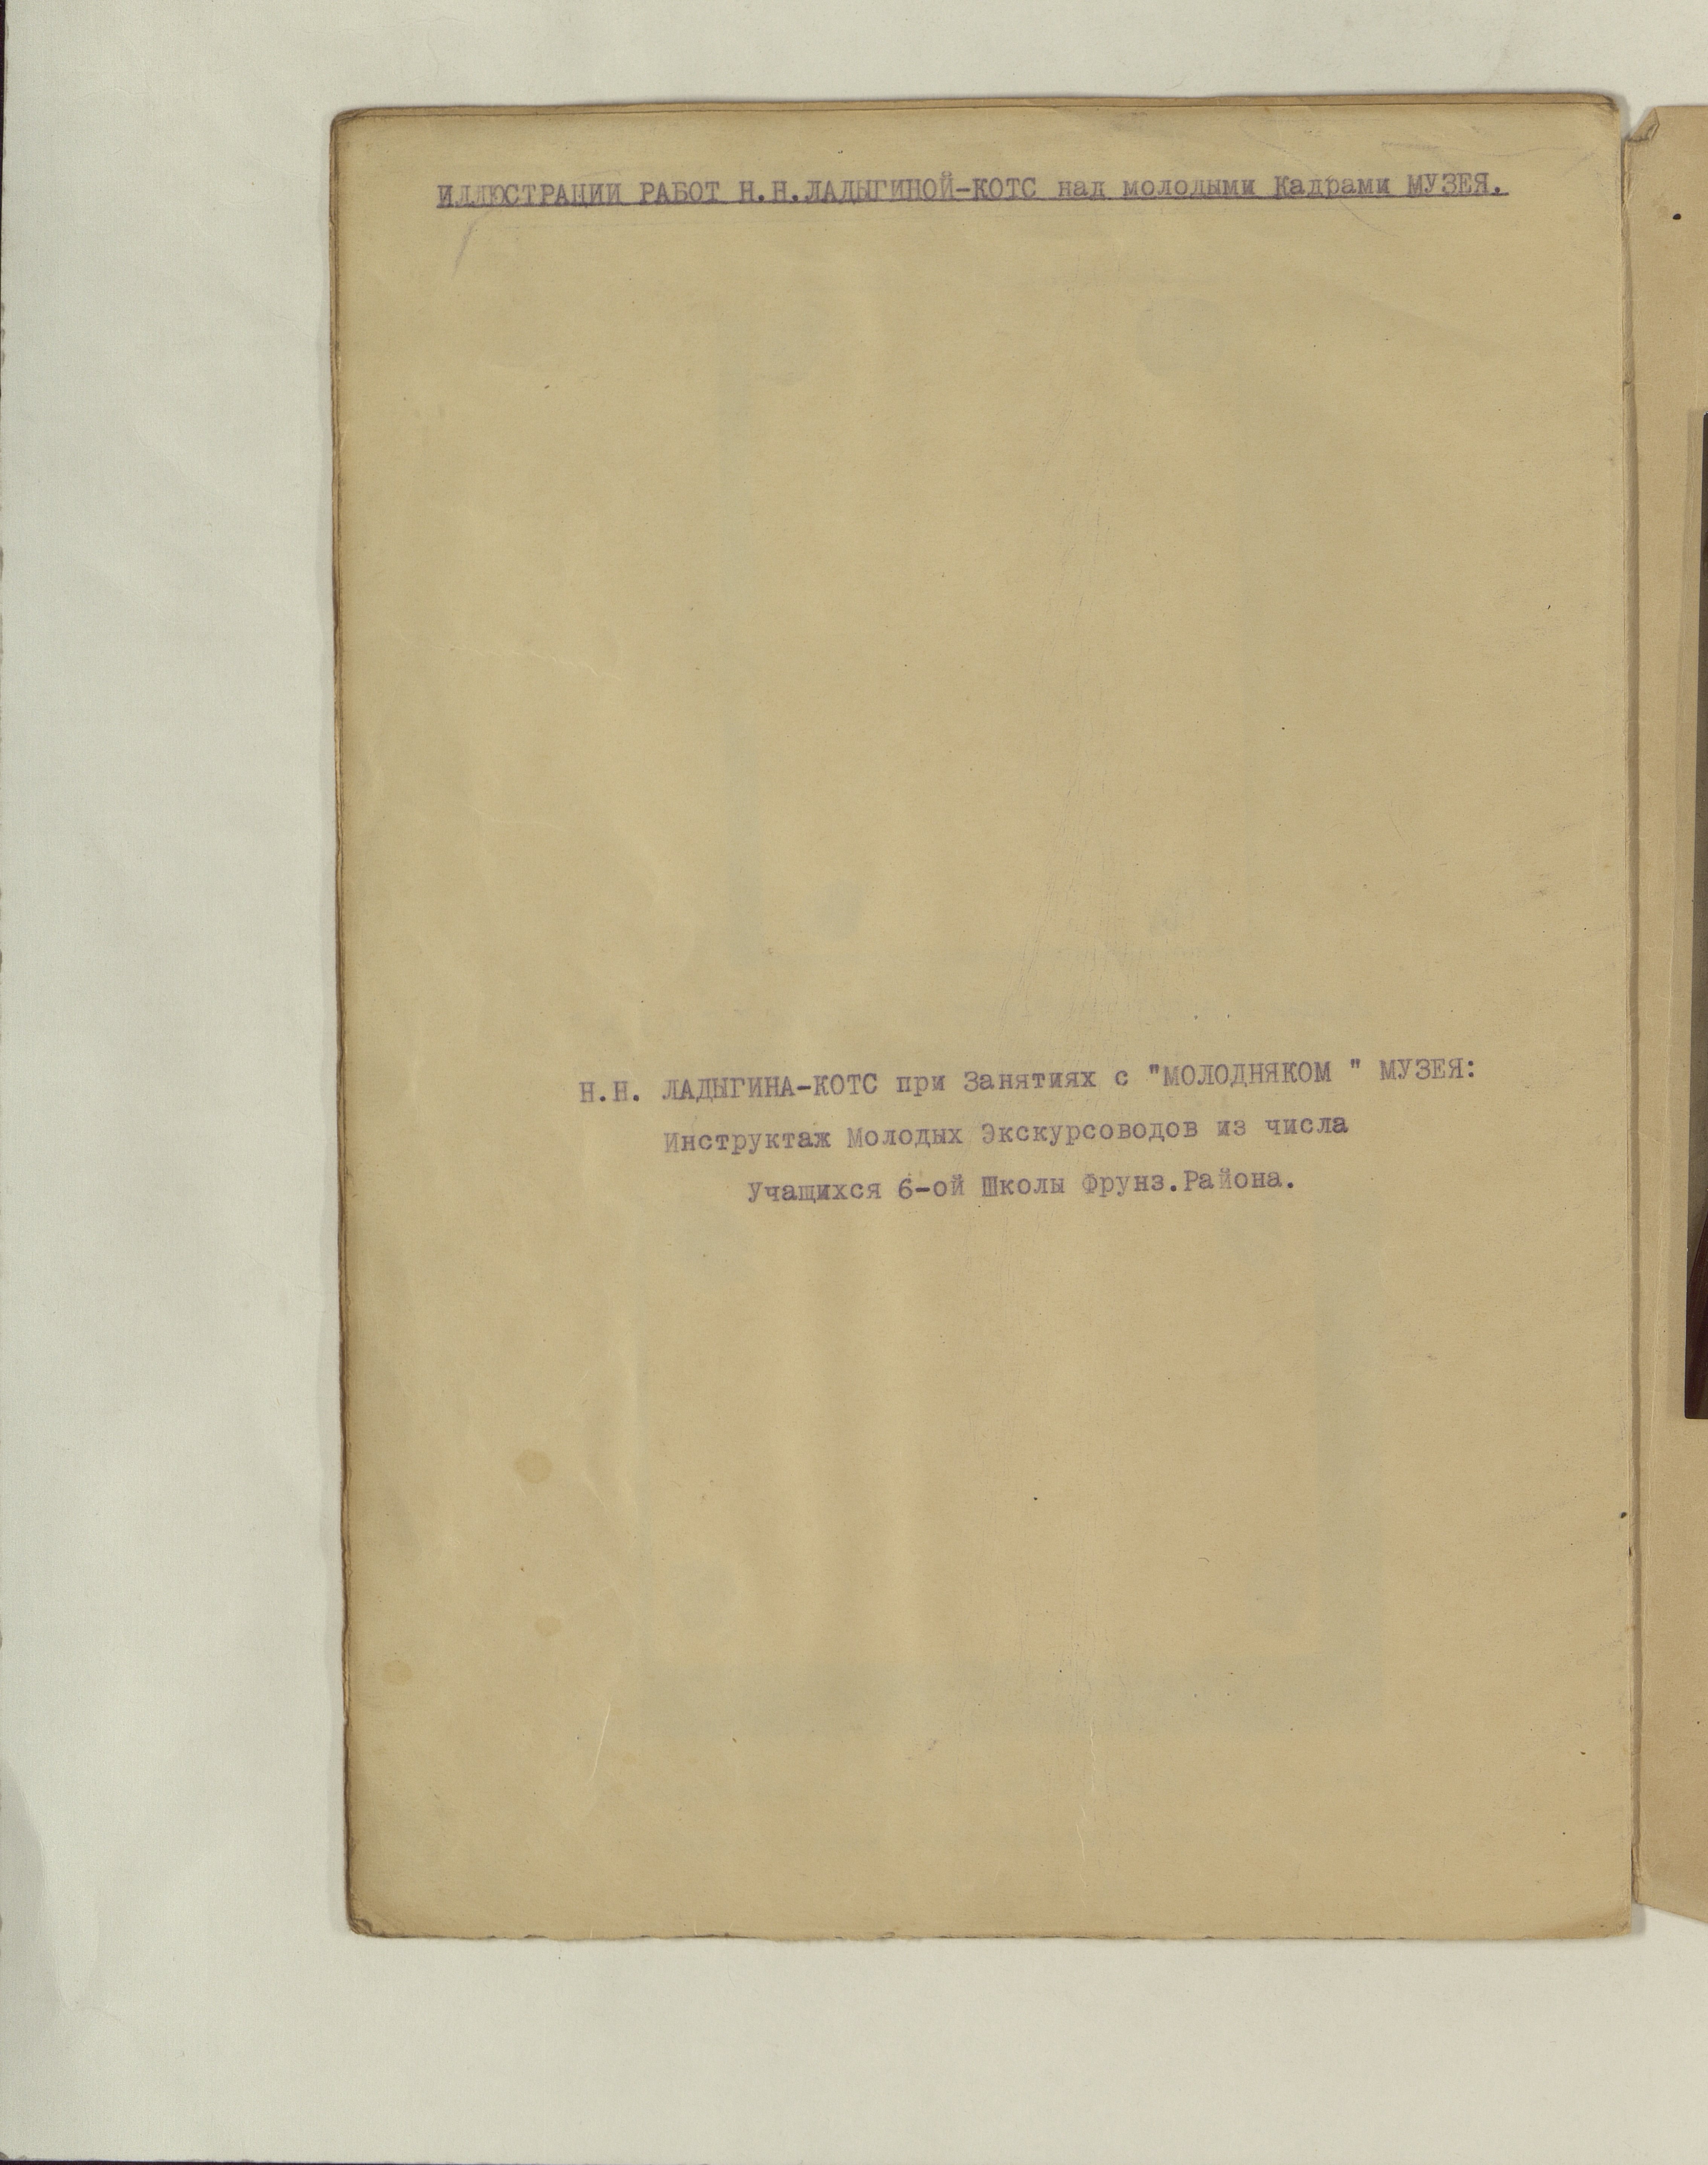 ИЛЛЮСТРАЦИИ РАБОТ Н.Н.ЛАДЫГИНОЙ-КОТС над молодыми Кадрами МУЗЕЯ.
Н.Н. ЛАДЫГИНА-КОТС при Занятиях с "МОЛОДНЯКОМ " МУЗЕЯ:
Инструктаж Молодых Экскурсоводов из числа
Учащихся 6-ой Школы Фрунз.Района.